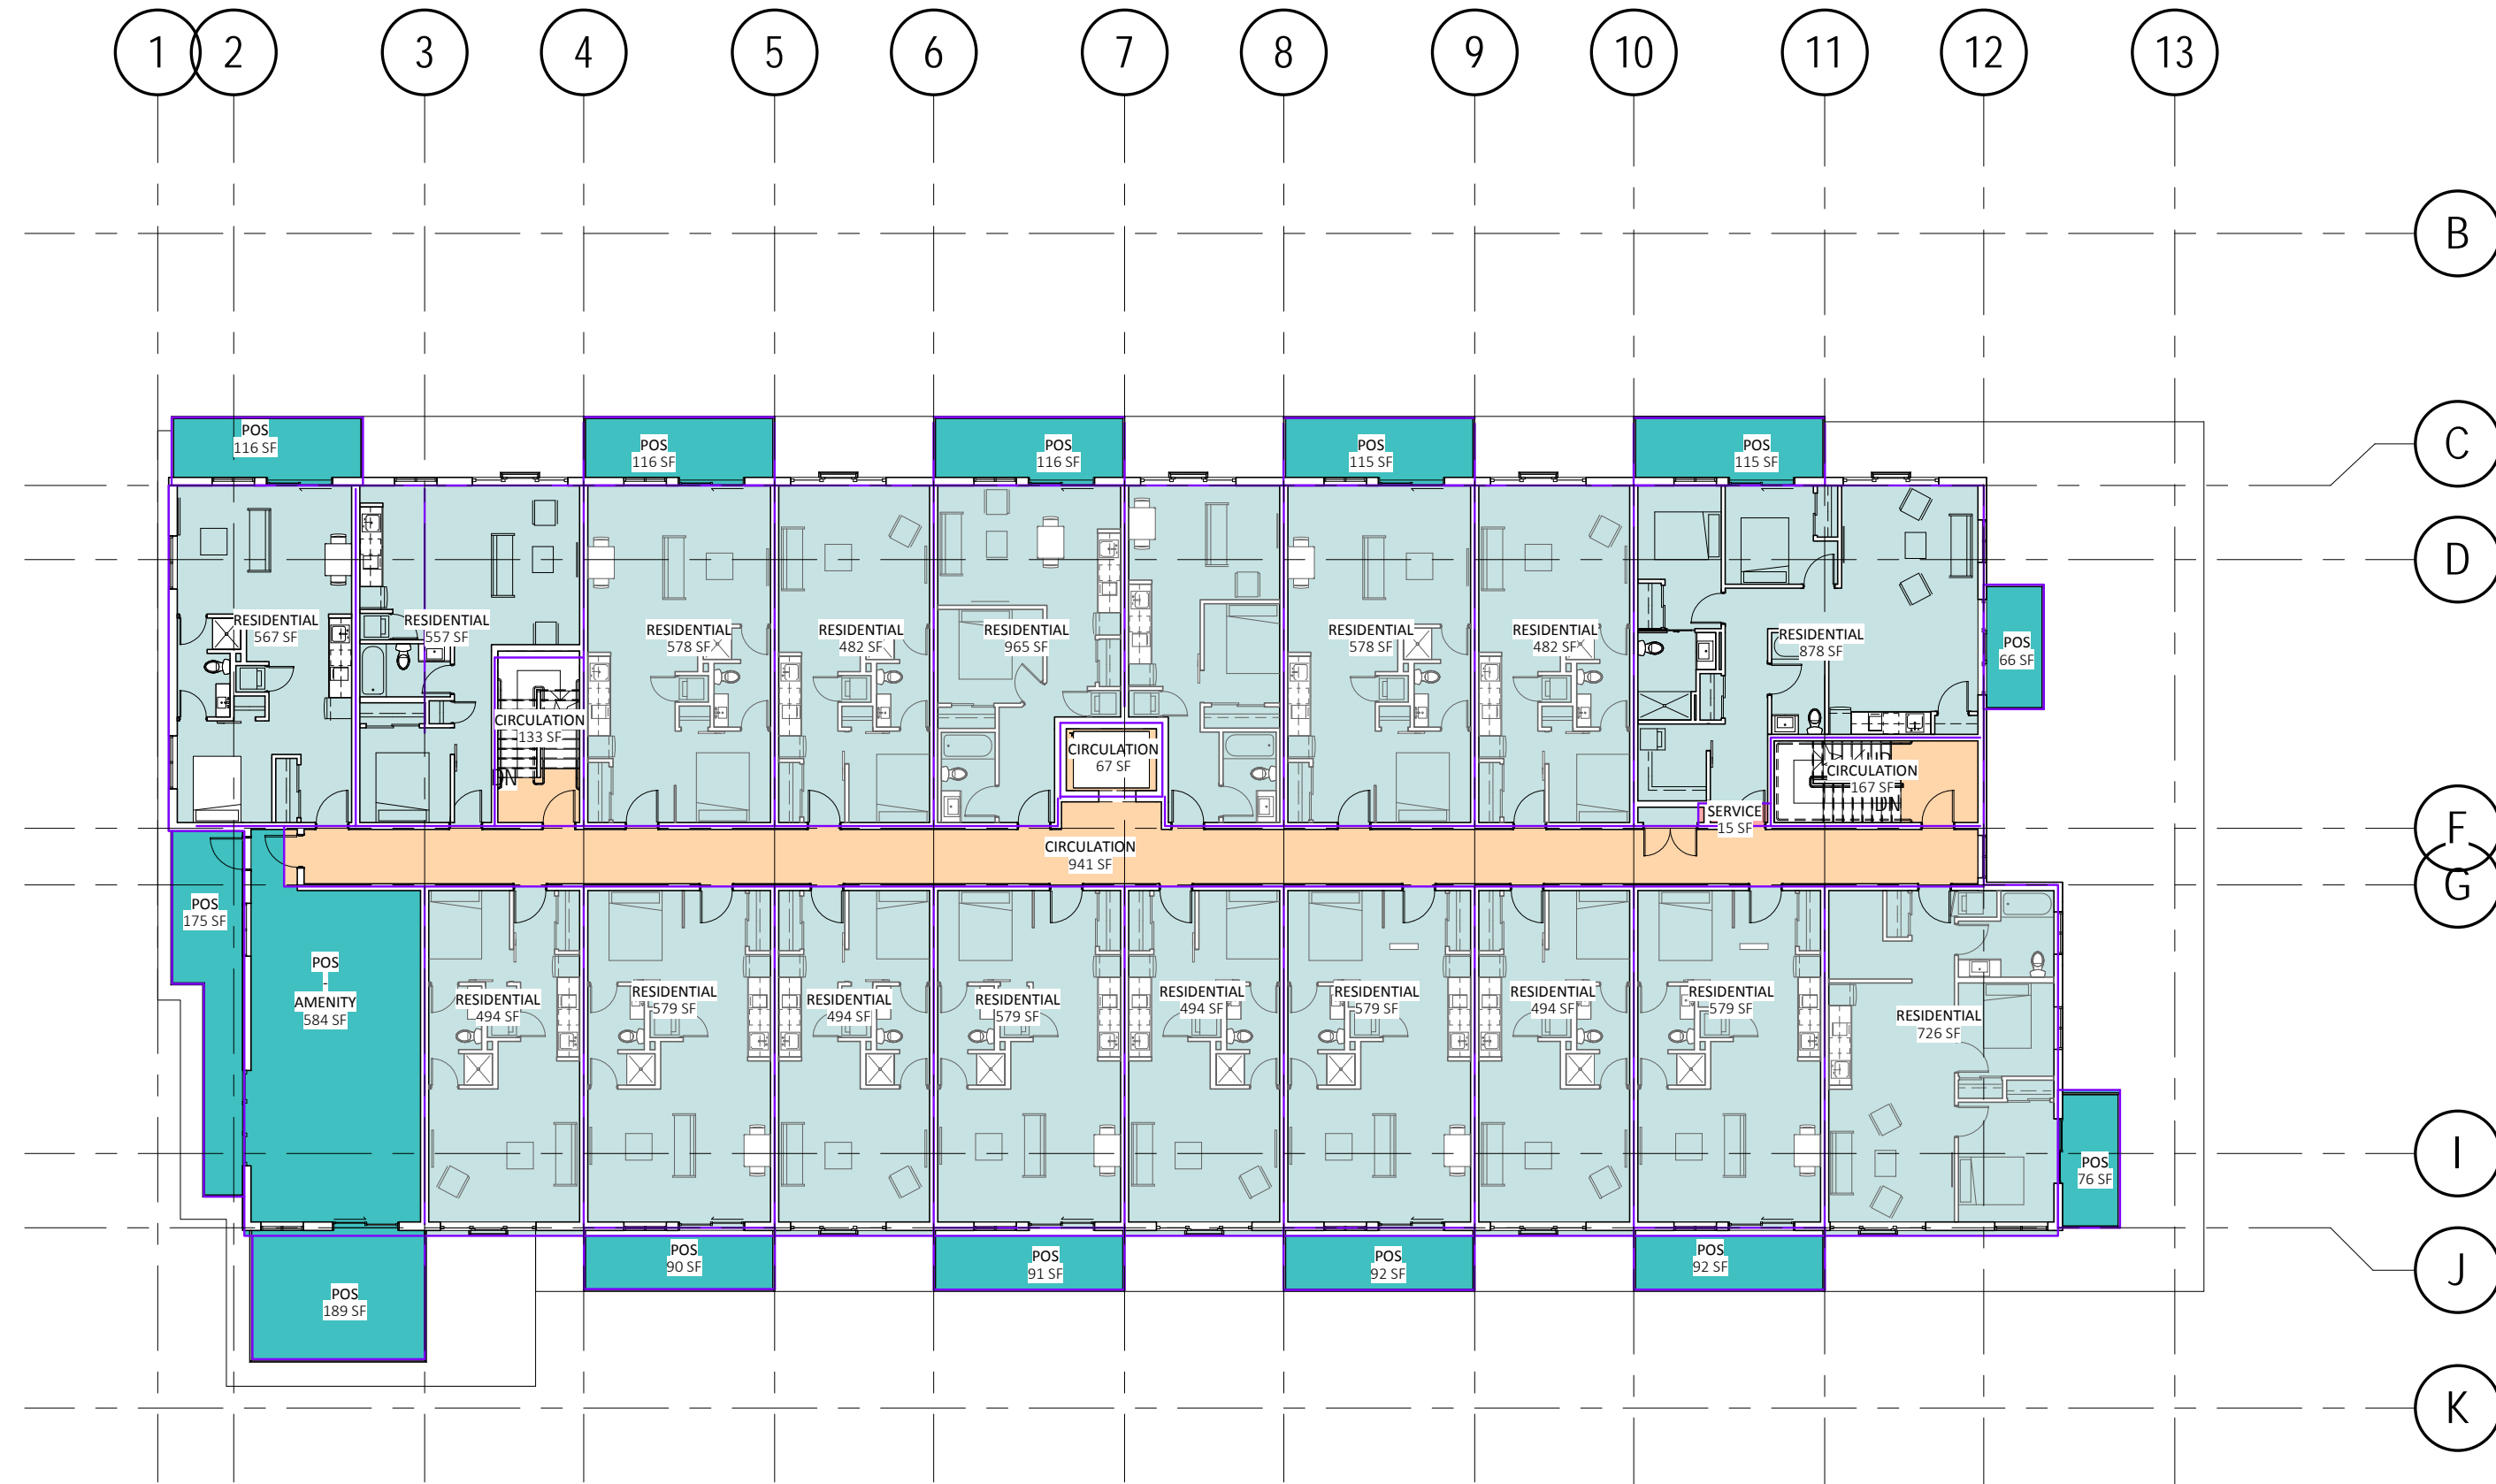 1
2
3
4
5
6
7
8
9
10
11
12
13
B
C
D
F
G
I
J
K
POS
116 SF
POS
116 SF
POS
116 SF
POS
115 SF
POS
115 SF
RESIDENTIAL
567 SF
RESIDENTIAL
557 SF
RESIDENTIAL
578 SF
RESIDENTIAL
482 SF
RESIDENTIAL
965 SF
RESIDENTIAL
578 SF
RESIDENTIAL
482 SF
RESIDENTIAL
878 SF
POS
66 SF
CIRCULATION
133 SF
DN
CIRCULATION
67 SF
UP
CIRCULATION
167 SF
DN
SERVICE
15 SF
CIRCULATION
941 SF
POS
175 SF
POS
-
AMENITY
584 SF
RESIDENTIAL
494 SF
RESIDENTIAL
579 SF
RESIDENTIAL
494 SF
RESIDENTIAL
579 SF
RESIDENTIAL
494 SF
RESIDENTIAL
579 SF
RESIDENTIAL
494 SF
RESIDENTIAL
579 SF
RESIDENTIAL
726 SF
POS
76 SF
POS
189 SF
POS
90 SF
POS
91 SF
POS
92 SF
POS
92 SF